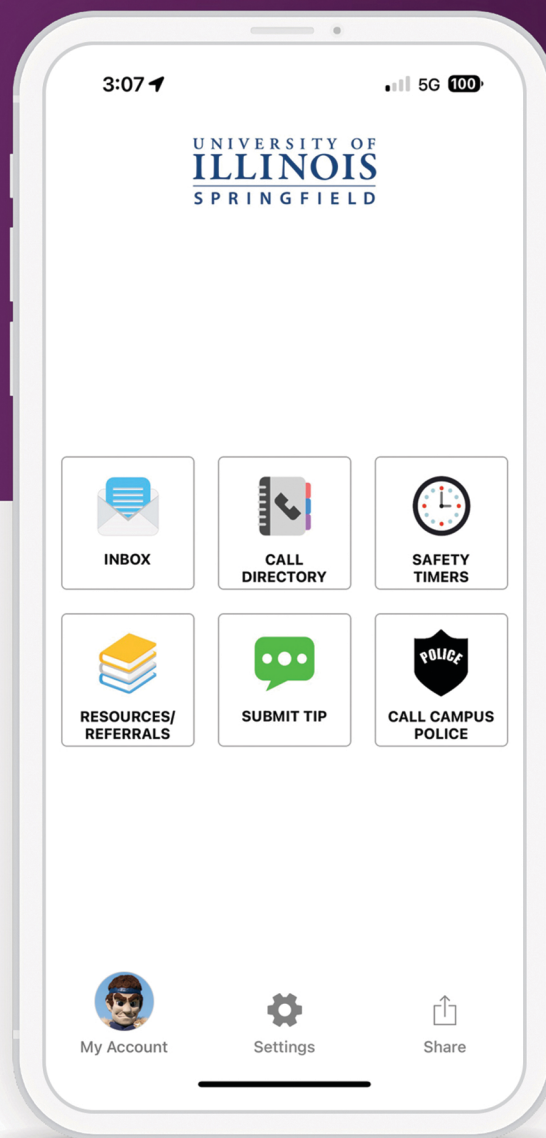 3:07
5G 100
UNIVERSITY OF
ILLINOIS
SPRINGFIELD
INBOX
CALL
DIRECTORY
SAFETY
TIMERS
RESOURCES/
REFERRALS
SUBMIT TIP
POLICE
CALL CAMPUS
POLICE
My Account
Settings
Share